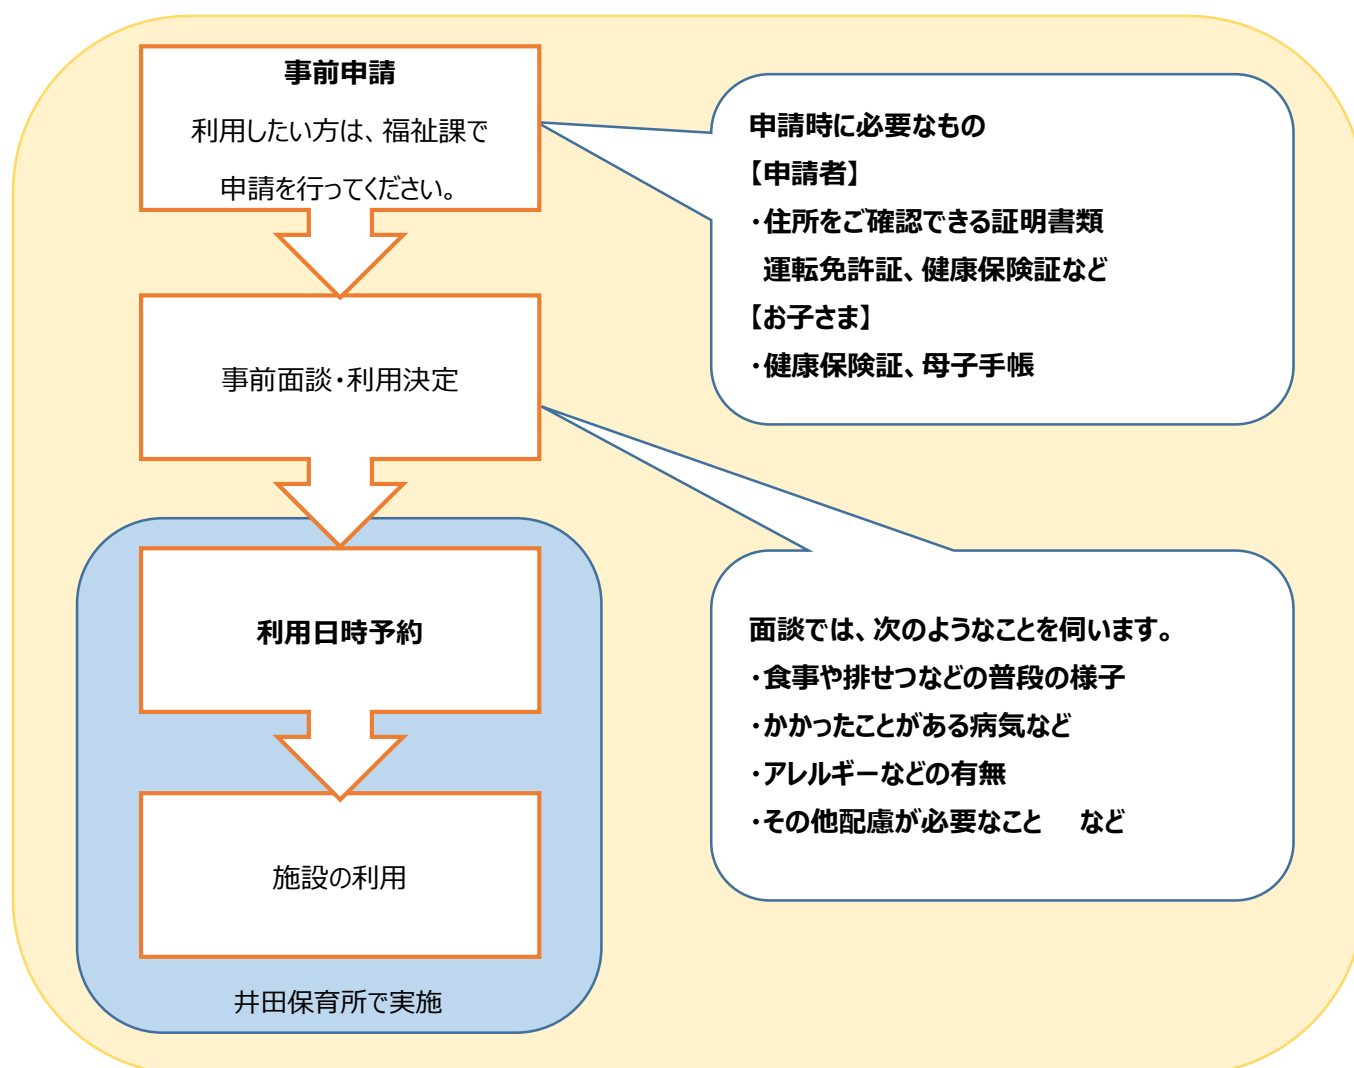 事前申請
利用したい方は、福祉課で
申請を行ってください。
申請時に必要なもの
【申請者】
・住所をご確認できる証明書類
運転免許証、健康保険証など
【お子さま】
・健康保険証、母子手帳
事前面談・利用決定
面談では、次のようなことを伺います。
・食事や排せつなどの普段の様子
・かかったことがある病気など
・アレルギーなどの有無
・その他配慮が必要なこと　など
利用日時予約
施設の利用
井田保育所で実施